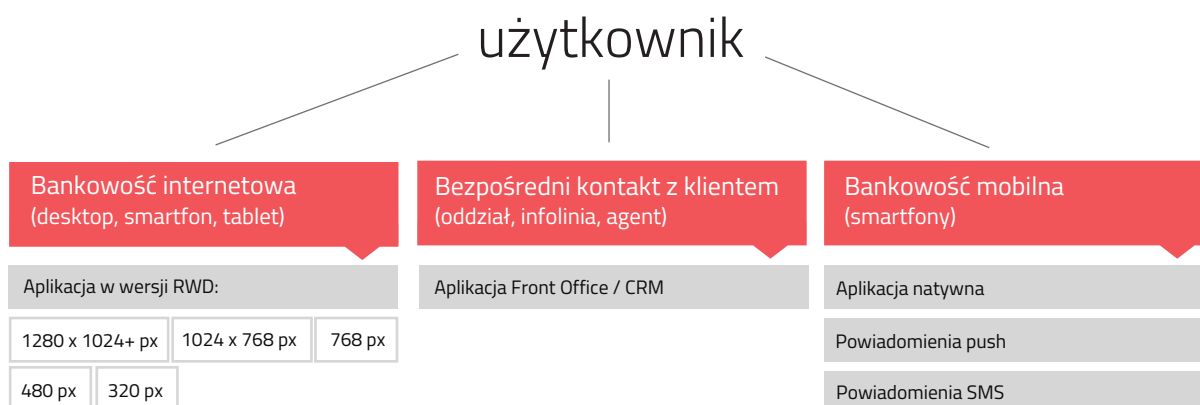 użytkownik
Bankowość internetowa
(desktop, smartfon, tablet)
Aplikacja w wersji RWD:
1280 x 1024+ px
1024 x 768 px
768 px
480 px
320 px
Bezpośredni kontakt z klientem
(oddział, infolinia, agent)
Aplikacja Front Office / CRM
Bankowość mobilna
(smartfony)
Aplikacja natywna
Powiadomienia push
Powiadomienia SMS